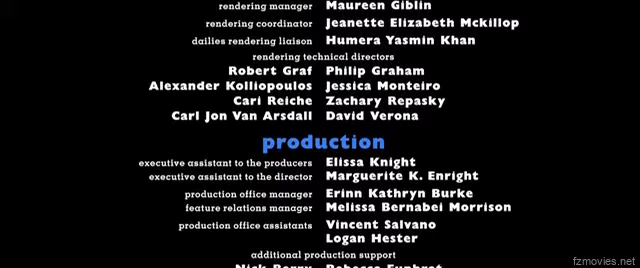 rendering manager Maureen Giblin
rendering coordinator Jeanette Elizabeth Mckillop
dailies rendering liaison Humera Yasmin Khan
rendering technical directors
Robert Graf Philip Graham
Alexander Kolliopoulos Jessica Monteiro
Cari Reiche Zachary Repasky
Carl Jon Van Arsdall David Verona
production
executive assistant to the producers Elissa Knight
executive assistant to the director Marguerite K. Enright
production office manager Erinn Kathryn Burke
feature relations manager Melissa Bernabei Morrison
production office assistants Vincent Salvano
Logan Hester
additional production support
fzmovies.net